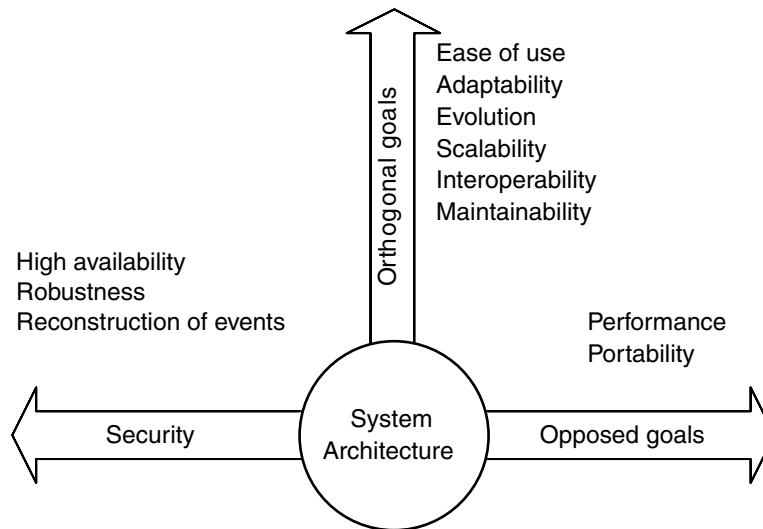 Orthogonal goals
Ease of use
Adaptability
Evolution
Scalability
Interoperability
Maintainability
High availability
Robustness
Reconstruction of events
Performance
Portability
Security
System
Architecture
Opposed goals